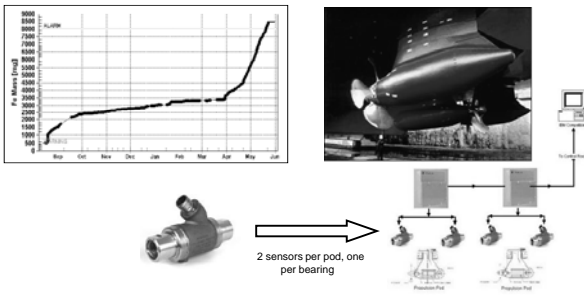 9000
8500
8000
7500
7000
6500
6000
5500
5000
4500
4000
3500
3000
2500
2000
1500
1000
500
0
Fe Mass [mg]
ALARM
Sep Oct Nov Dec Jan Feb Mar Apr May Jun
2 sensors per pod, one
per bearing
Propulsion Pod
Propulsion Pod